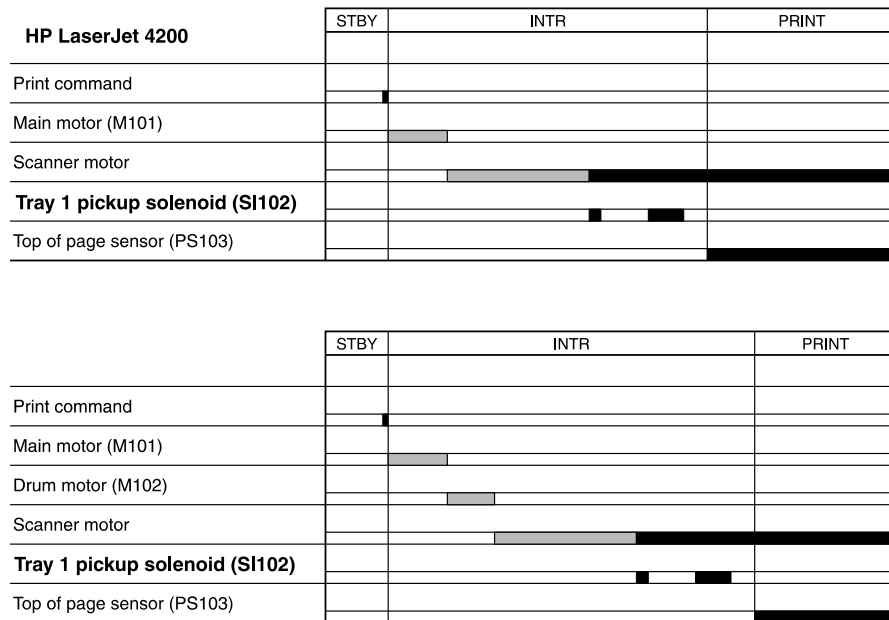 HP LaserJet 4200
STBY INTR PRINT
Print command
Main motor (M101)
Scanner motor
Tray 1 pickup solenoid (Sl102)
Top of page sensor (PS103)
STBY INTR PRINT
Print command
Main motor (M101)
Drum motor (M102)
Scanner motor
Tray 1 pickup solenoid (Sl102)
Top of page sensor (PS103)